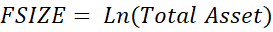 FSIZE = Ln(Total Asset)